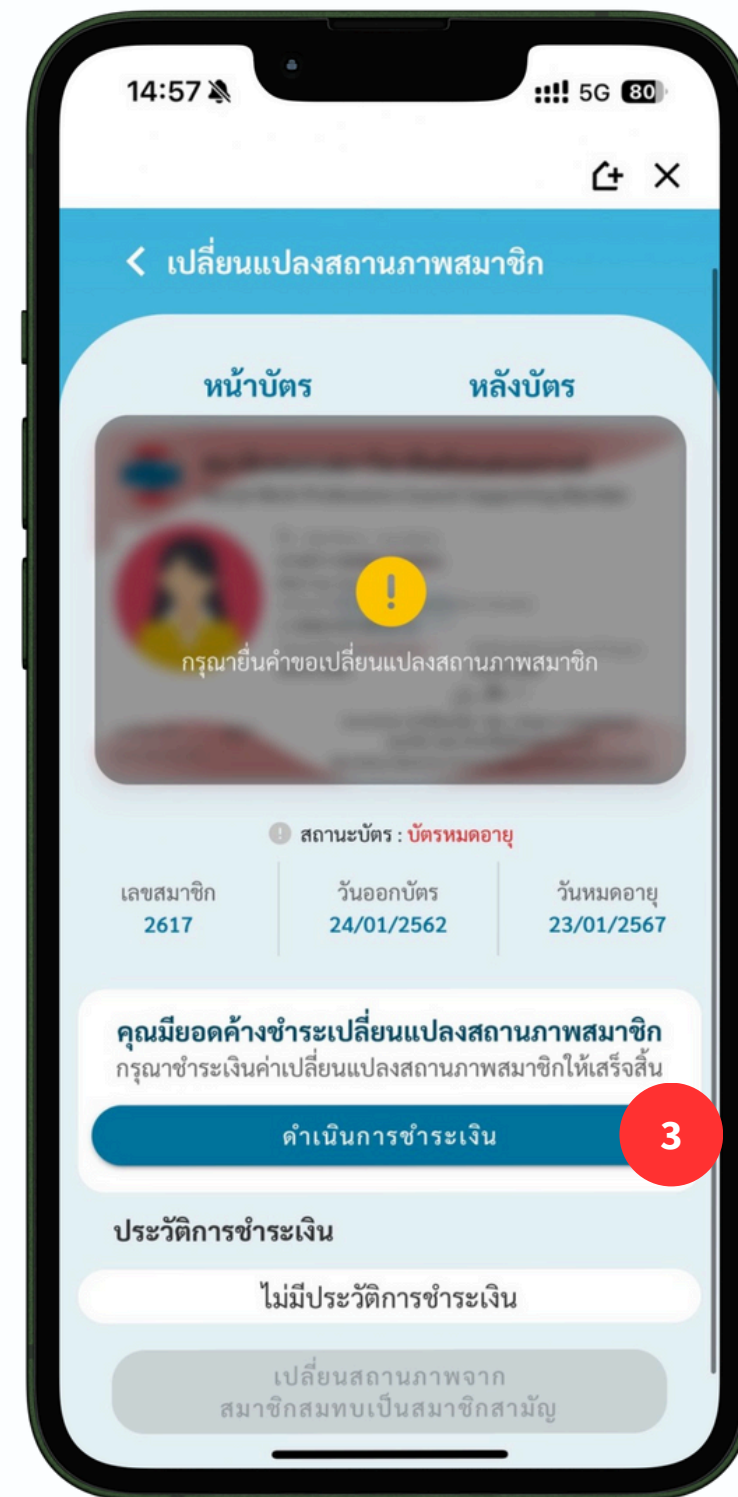 14:57
5G 80
เปลี่ยนแปลงสถานภาพสมาชิก
หน้าบัตร หลังบัตร
กรุณายื่นคำขอเปลี่ยนแปลงสถานภาพสมาชิก
สถานะบัตร : บัตรหมดอายุ
เลขสมาชิก วันออกบัตร วันหมดอายุ
2617 24/01/2562 23/01/2567
คุณมียอดค้างชำระเปลี่ยนแปลงสถานภาพสมาชิก
กรุณาชำระเงินค่าเปลี่ยนแปลงสถานภาพสมาชิกให้เสร็จสิ้น
ดำเนินการชำระเงิน 3
ประวัติการชำระเงิน
ไม่มีประวัติการชำระเงิน
เปลี่ยนสถานภาพจาก
สมาชิกสมทบเป็นสมาชิกสามัญ